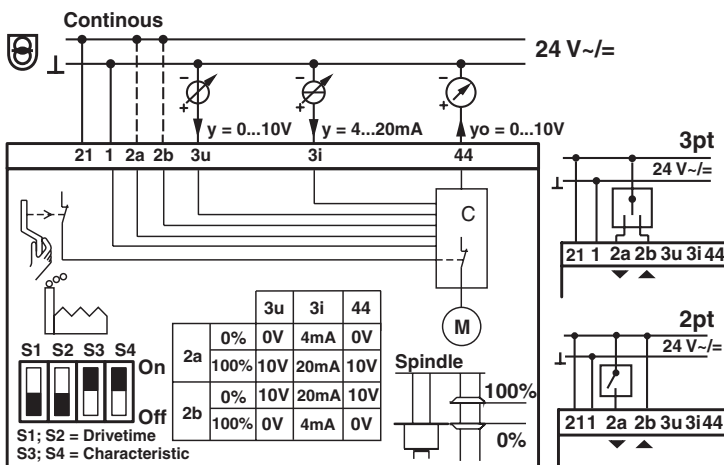 Continous
24 V~/=
⊥
− − −
+ + +
y = 0...10V y = 4...20mA yo = 0...10V
21 1 2a 2b 3u 3i 44
C
M
3u 3i 44
2a 0% 0V 4mA 0V
100% 10V 20mA 10V
2b 0% 10V 20mA 10V
100% 0V 4mA 0V
S1 S2 S3 S4
On
Off
S1; S2 = Drivetime
S3; S4 = Characteristic
Spindle
100%
0%
3pt
24 V~/=
⊥
21 1 2a 2b 3u 3i 44
2pt
24 V~/=
⊥
21 1 2a 2b 3u 3i 44